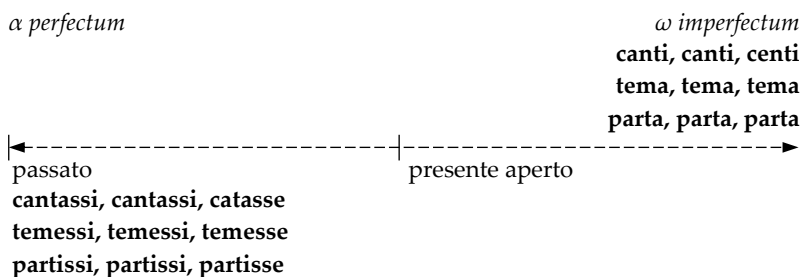 α perfectum ω imperfectum
canti, canti, centi
tema, tema, tema
parta, parta, parta
passato presente aperto
cantassi, cantassi, catasse
temessi, temessi, temesse
partissi, partissi, partisse